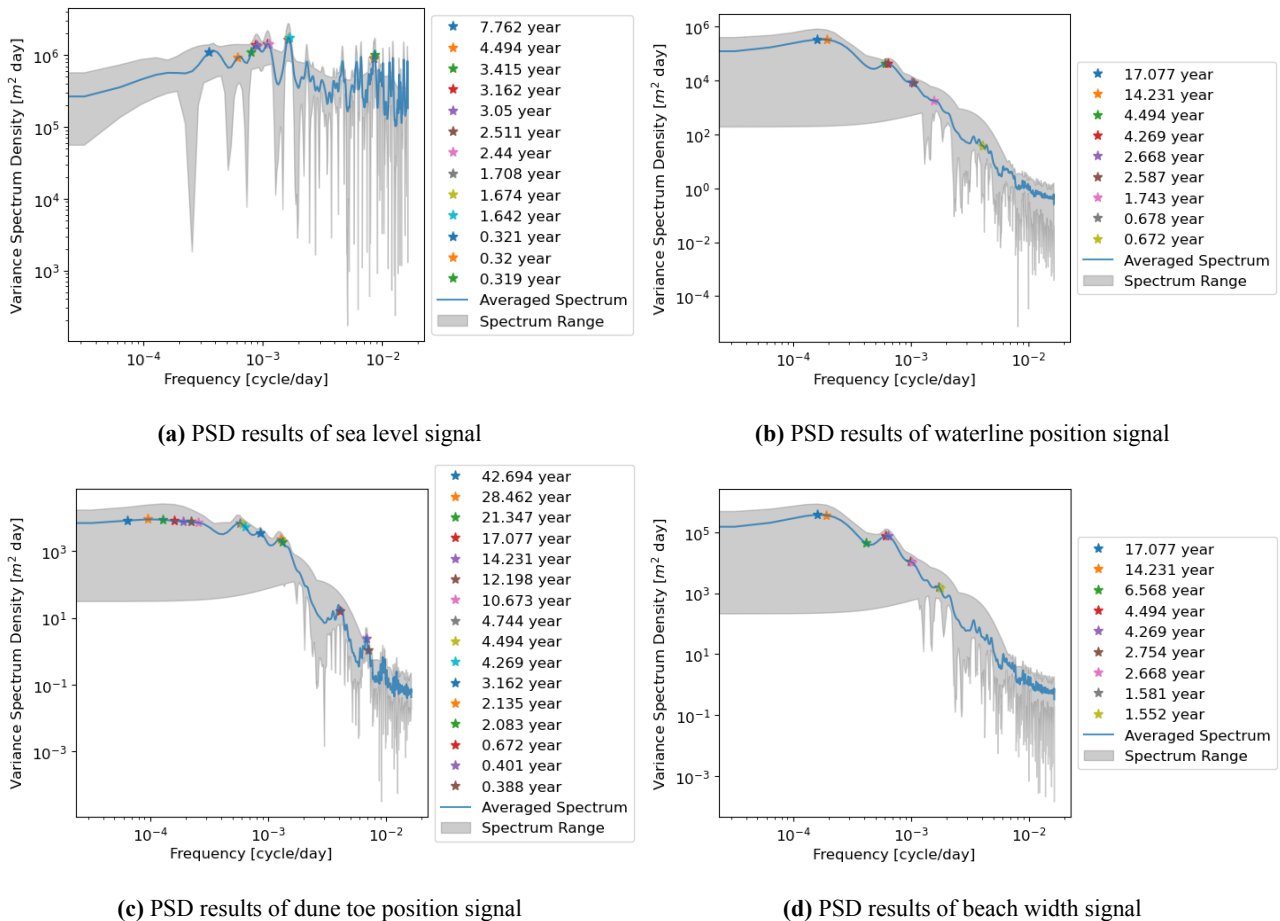 7.762 year
4.494 year
3.415 year
3.162 year
3.05 year
2.511 year
2.44 year
1.708 year
1.674 year
1.642 year
0.321 year
0.32 year
0.319 year
Averaged Spectrum
Spectrum Range
Variance Spectrum Density [m² day]
10⁶
10⁵
10⁴
10³
10⁻⁴ 10⁻³ 10⁻²
Frequency [cycle/day]
(a) PSD results of sea level signal
17.077 year
14.231 year
4.494 year
4.269 year
2.668 year
2.587 year
1.743 year
0.678 year
0.672 year
Averaged Spectrum
Spectrum Range
Variance Spectrum Density [m² day]
10⁶
10⁴
10²
10⁰
10⁻²
10⁻⁴
10⁻⁴ 10⁻³ 10⁻²
Frequency [cycle/day]
(b) PSD results of waterline position signal
42.694 year
28.462 year
21.347 year
17.077 year
14.231 year
12.198 year
10.673 year
4.744 year
4.494 year
4.269 year
3.162 year
2.135 year
2.083 year
0.672 year
0.401 year
0.388 year
Averaged Spectrum
Spectrum Range
Variance Spectrum Density [m² day]
10³
10¹
10⁻¹
10⁻³
10⁻⁴ 10⁻³ 10⁻²
Frequency [cycle/day]
(c) PSD results of dune toe position signal
17.077 year
14.231 year
6.568 year
4.494 year
4.269 year
2.754 year
2.668 year
1.581 year
1.552 year
Averaged Spectrum
Spectrum Range
Variance Spectrum Density [m² day]
10⁵
10³
10¹
10⁻¹
10⁻³
10⁻⁴ 10⁻³ 10⁻²
Frequency [cycle/day]
(d) PSD results of beach width signal